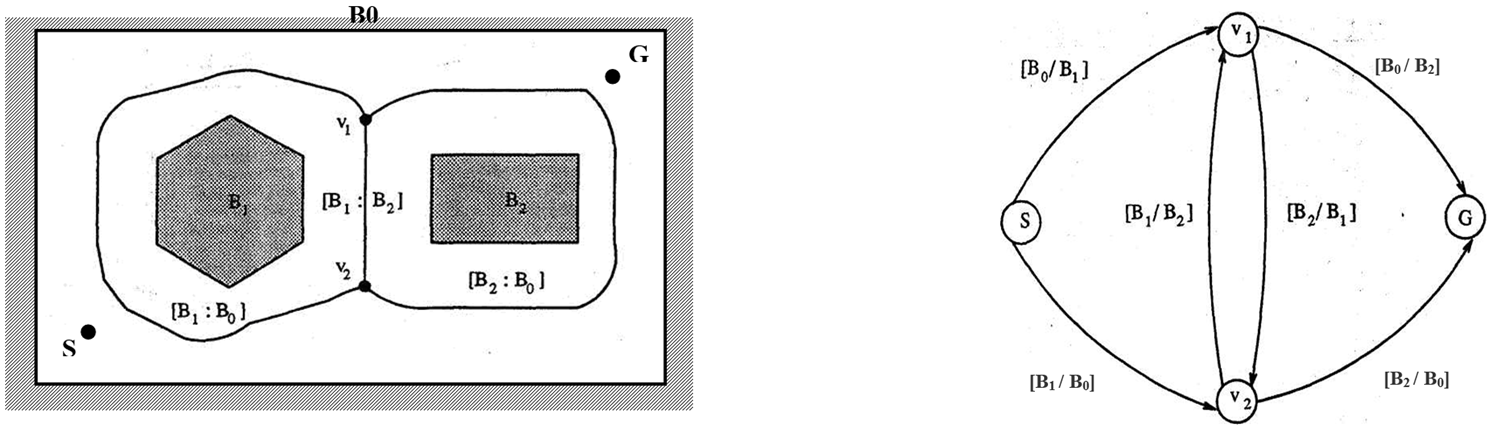 B0
G
v1
B1
[B1 : B2]
B2
v2
[B2 : B0]
[B1 : B0]
S
v1
[B0/B1]
[B0 / B2]
S
[B1/B2]
[B2/B1]
G
[B1 / B0]
[B2 / B0]
v2